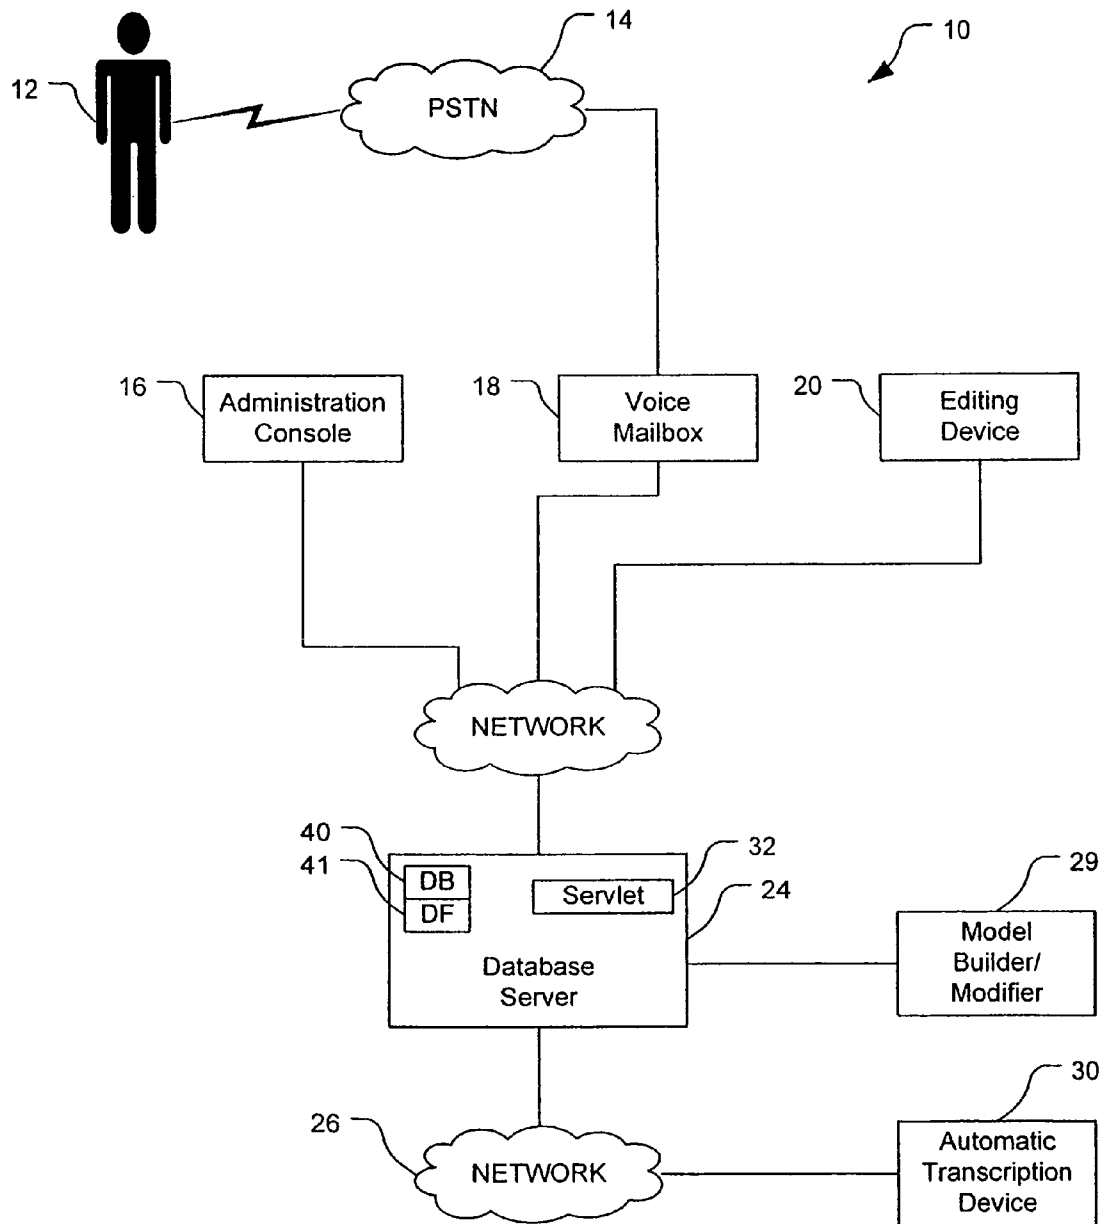 14
10
12
PSTN
16
Administration
Console
18
Voice
Mailbox
20
Editing
Device
NETWORK
40
DB
41
DF
32
Servlet
24
Database
Server
29
Model
Builder/
Modifier
26
NETWORK
30
Automatic
Transcription
Device